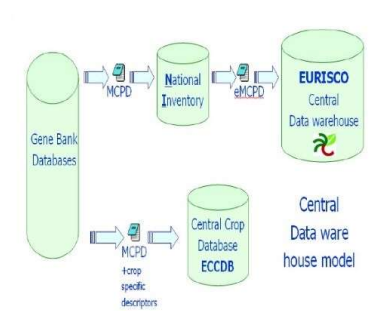 MCPD
National
Inventory
eMCPD
EURISCO
Central
Data warehouse
Gene Bank
Databases
MCPD
+crop
specific
descriptors
Central Crop
Database
ECCDB
Central
Data ware
house model